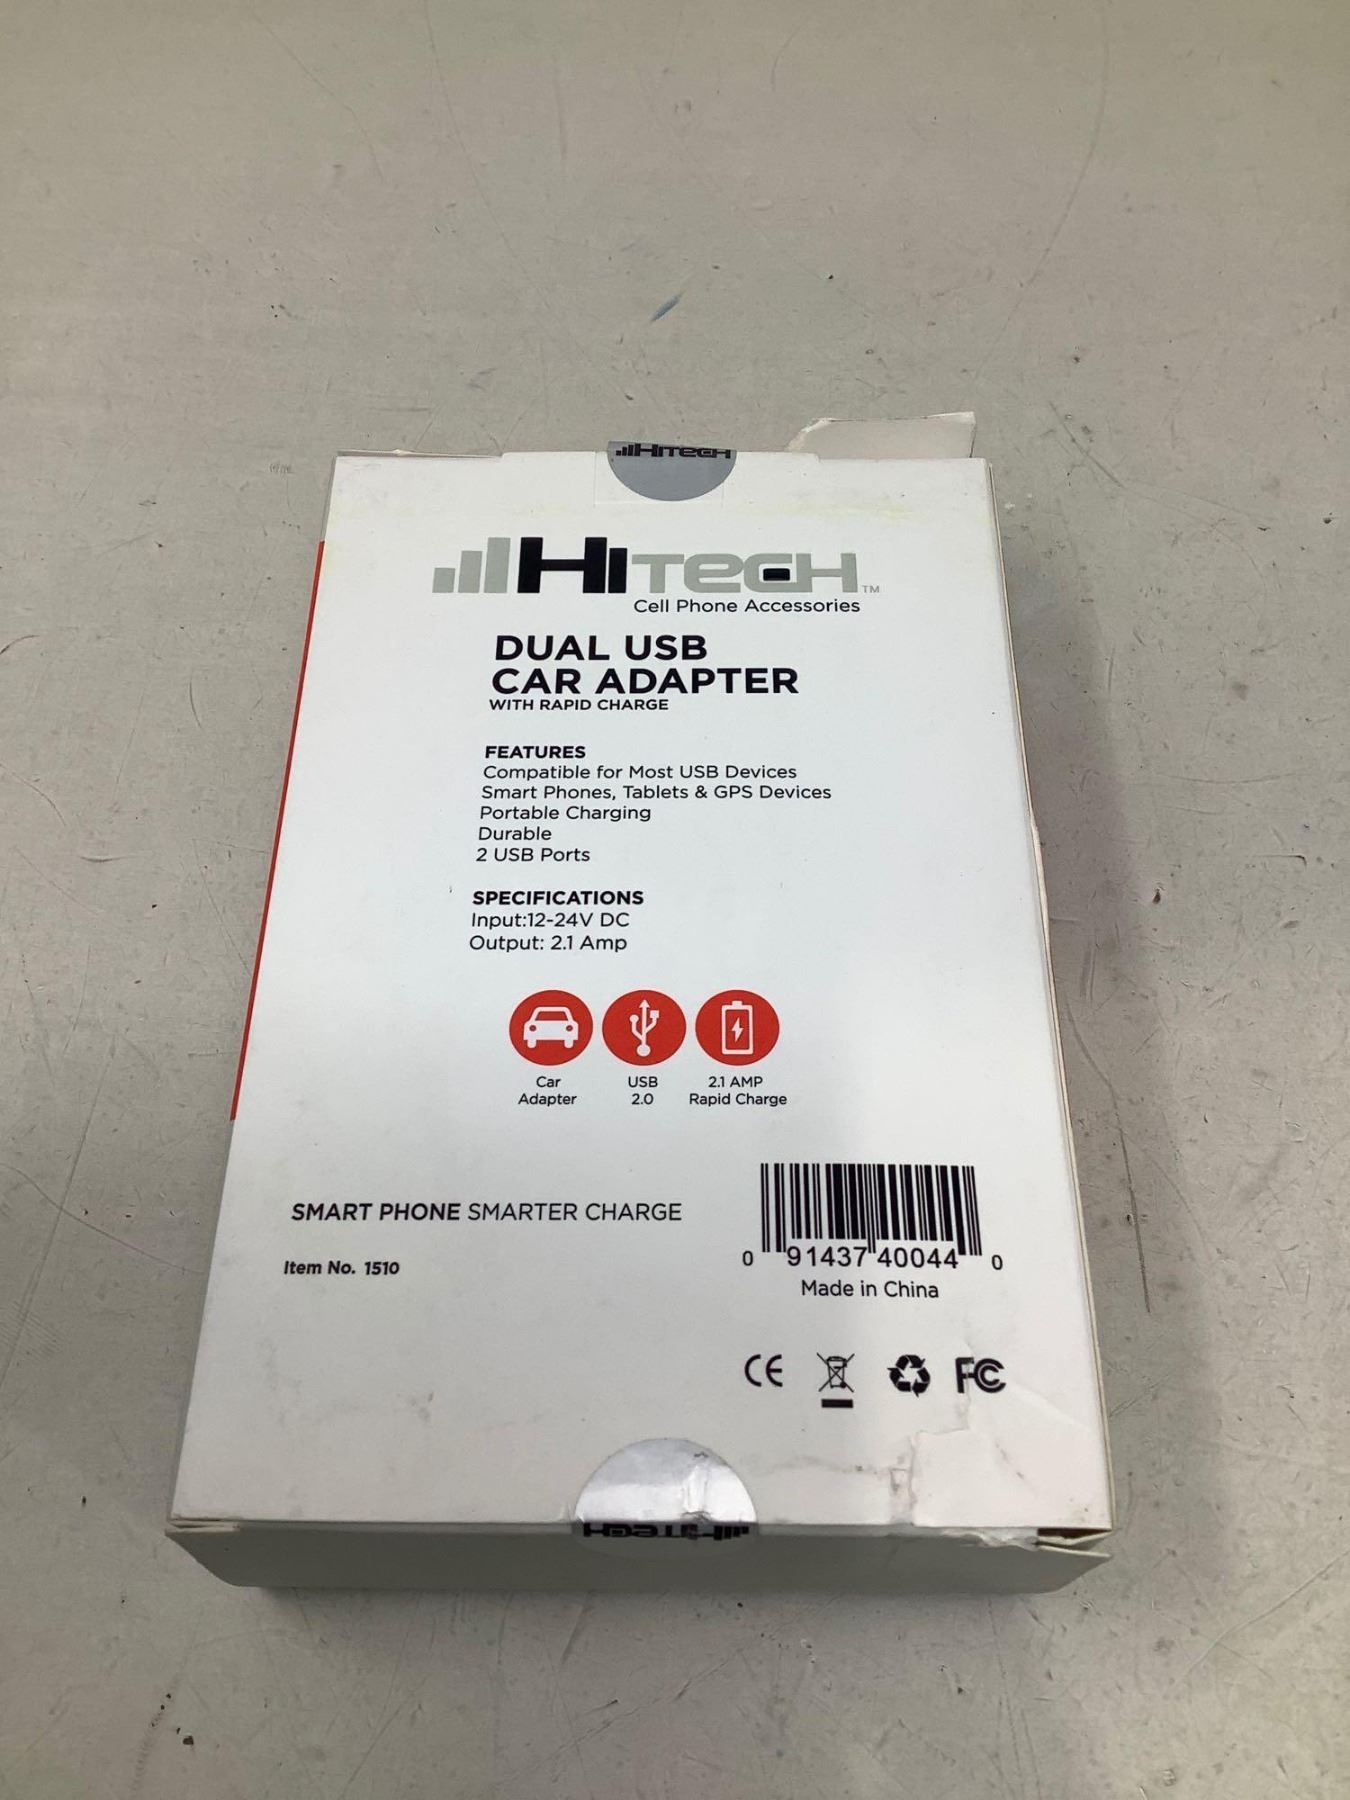 HITECH
HITECH™
Cell Phone Accessories
DUAL USB
CAR ADAPTER
WITH RAPID CHARGE
FEATURES
Compatible for Most USB Devices
Smart Phones, Tablets & GPS Devices
Portable Charging
Durable
2 USB Ports
SPECIFICATIONS
Input:12-24V DC
Output: 2.1 Amp
Car Adapter
USB 2.0
2.1 AMP Rapid Charge
SMART PHONE SMARTER CHARGE
Item No. 1510
0 91437 40044 0
Made in China
CE
FC
HITECH